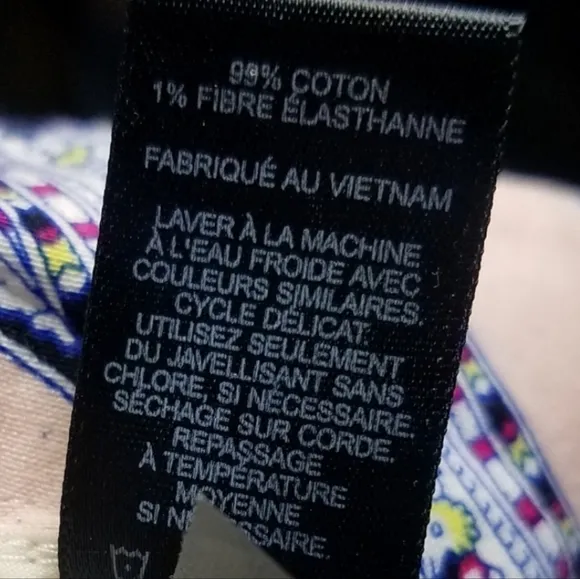 99% COTON
1% FIBRE ÉLASTHANNE
FABRIQUÉ AU VIETNAM
LAVER À LA MACHINE
À L'EAU FROIDE AVEC
COULEURS SIMILAIRES.
CYCLE DÉLICAT.
UTILISEZ SEULEMENT
DU JAVELLISANT SANS
CHLORE, SI NÉCESSAIRE.
SÉCHAGE SUR CORDE.
REPASSAGE
À TEMPÉRATURE
MOYENNE
SI